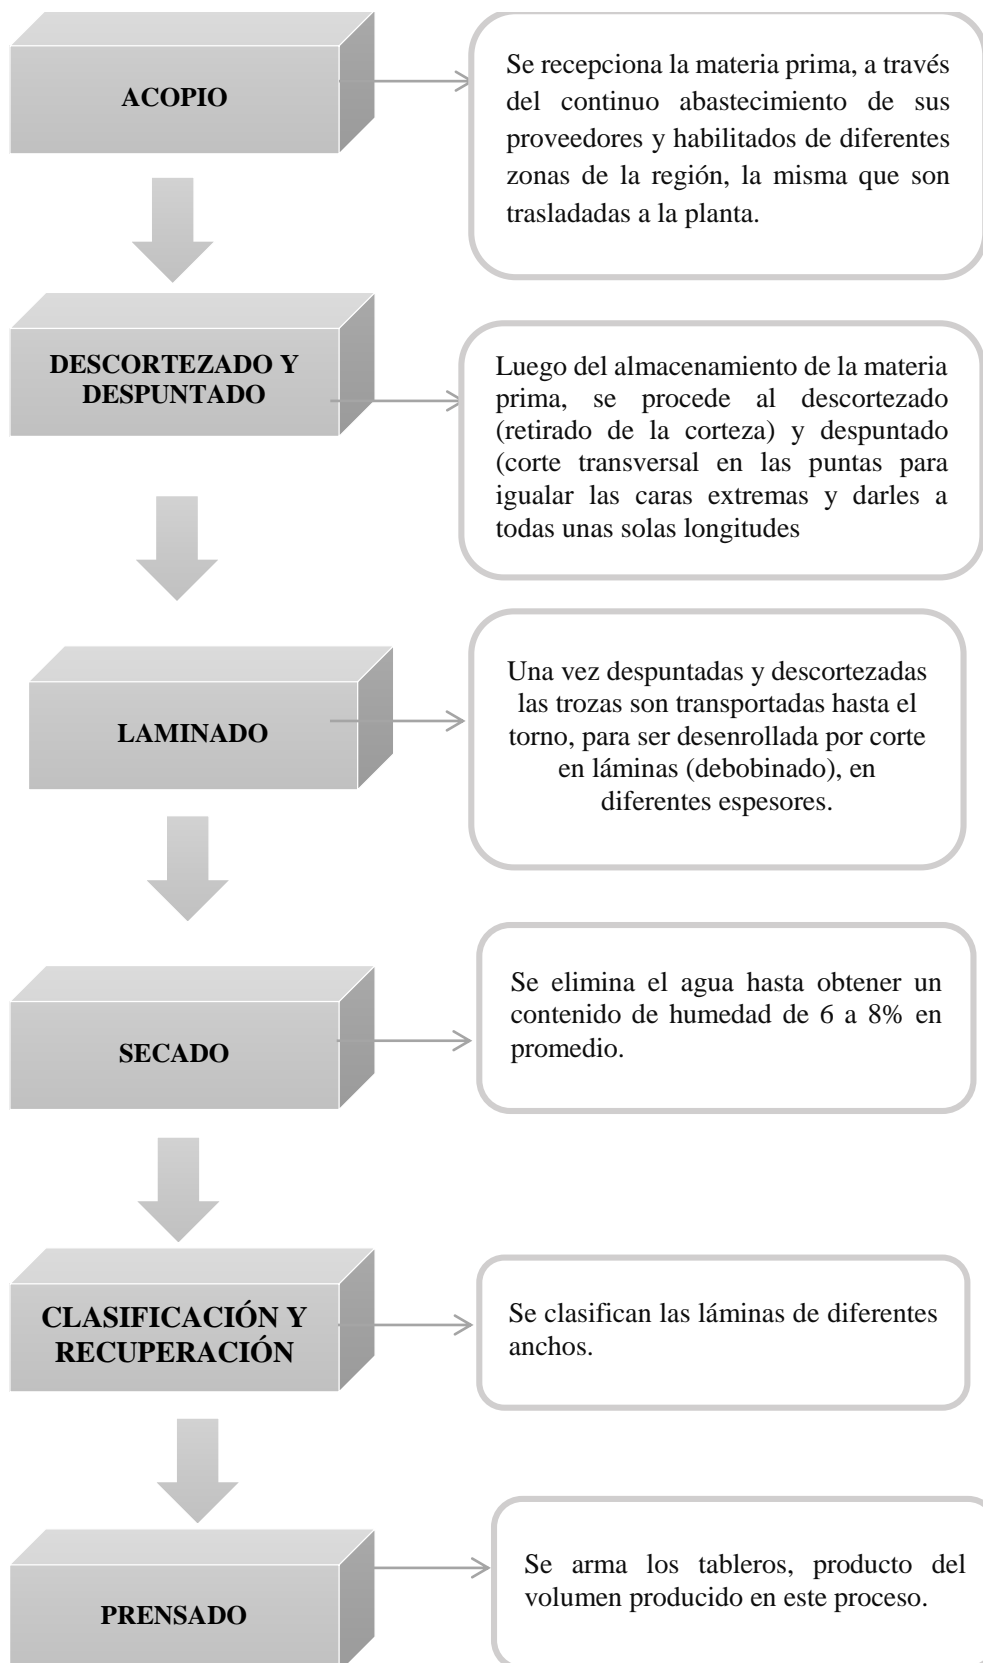 ACOPIO
Se recepciona la materia prima, a través
del continuo abastecimiento de sus
proveedores y habilitados de diferentes
zonas de la región, la misma que son
trasladadas a la planta.
DESCORTEZADO Y
DESPUNTADO
Luego del almacenamiento de la materia
prima, se procede al descortezado
(retirado de la corteza) y despuntado
(corte transversal en las puntas para
igualar las caras extremas y darles a
todas unas solas longitudes
LAMINADO
Una vez despuntadas y descortezadas
las trozas son transportadas hasta el
torno, para ser desenrollada por corte
en láminas (debobinado), en
diferentes espesores.
SECADO
Se elimina el agua hasta obtener un
contenido de humedad de 6 a 8% en
promedio.
CLASIFICACIÓN Y
RECUPERACIÓN
Se clasifican las láminas de diferentes
anchos.
PRENSADO
Se arma los tableros, producto del
volumen producido en este proceso.